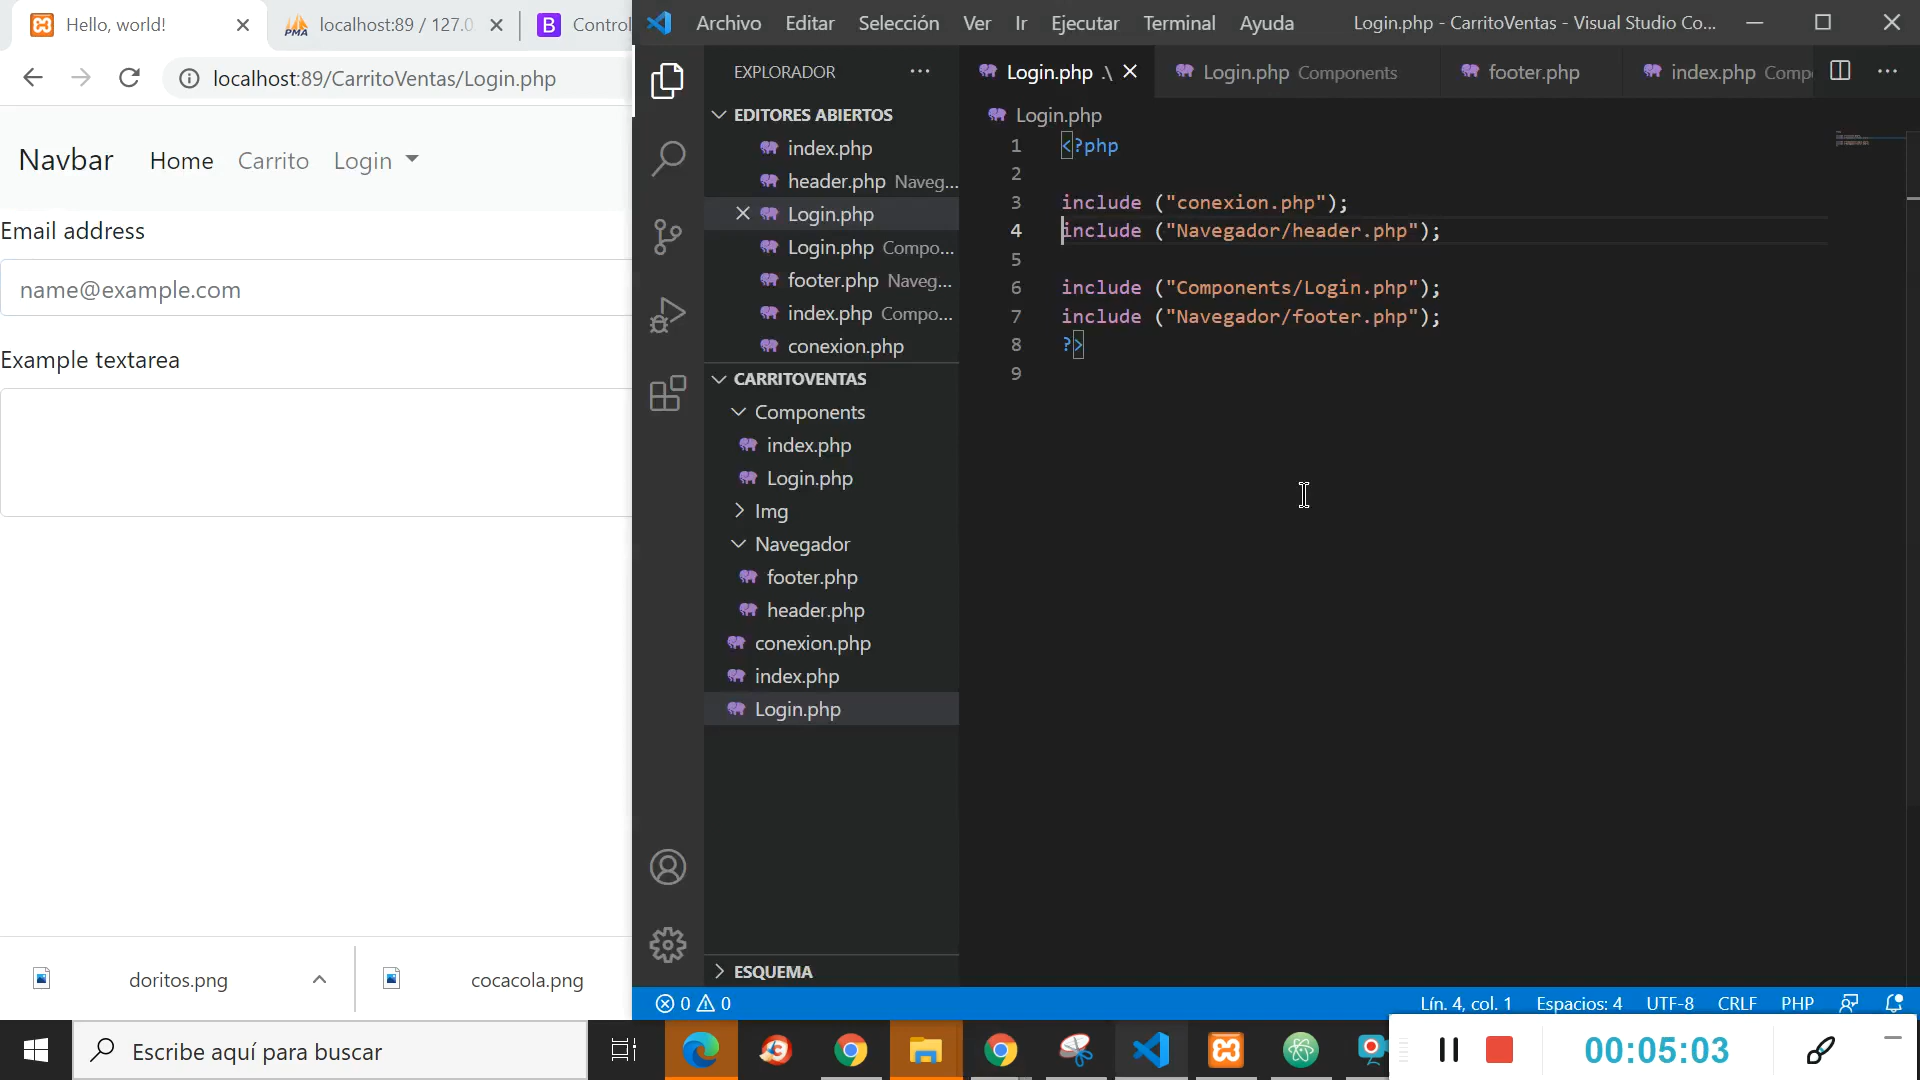 Hello, world!
localhost:89 / 127.0
Control
localhost:89/CarritoVentas/Login.php
Navbar Home Carrito Login
Email address
name@example.com
Example textarea
doritos.png
cocacola.png
Archivo Editar Selección Ver Ir Ejecutar Terminal Ayuda
Login.php - CarritoVentas - Visual Studio Co...
EXPLORADOR
EDITORES ABIERTOS
index.php
header.php Naveg...
Login.php
Login.php Compo...
footer.php Naveg...
index.php Compo...
conexion.php
CARRITOVENTAS
Components
index.php
Login.php
Img
Navegador
footer.php
header.php
conexion.php
index.php
Login.php
ESQUEMA
Login.php .\
Login.php Components
footer.php
index.php Comp
Login.php
1 <?php
2
3 include ("conexion.php");
4 include ("Navegador/header.php");
5
6 include ("Components/Login.php");
7 include ("Navegador/footer.php");
8 ?>
9
0 0
Lín. 4, col. 1 Espacios: 4 UTF-8 CRLF PHP
Escribe aquí para buscar
00:05:03